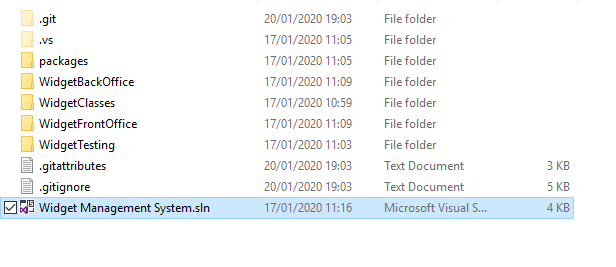 .git 20/01/2020 19:03 File folder
.vs 17/01/2020 11:05 File folder
packages 17/01/2020 11:05 File folder
WidgetBackOffice 17/01/2020 11:09 File folder
WidgetClasses 17/01/2020 10:59 File folder
WidgetFrontOffice 17/01/2020 11:09 File folder
WidgetTesting 17/01/2020 11:03 File folder
.gitattributes 20/01/2020 19:03 Text Document 3 KB
.gitignore 20/01/2020 19:03 Text Document 5 KB
Widget Management System.sln 17/01/2020 11:16 Microsoft Visual S... 4 KB